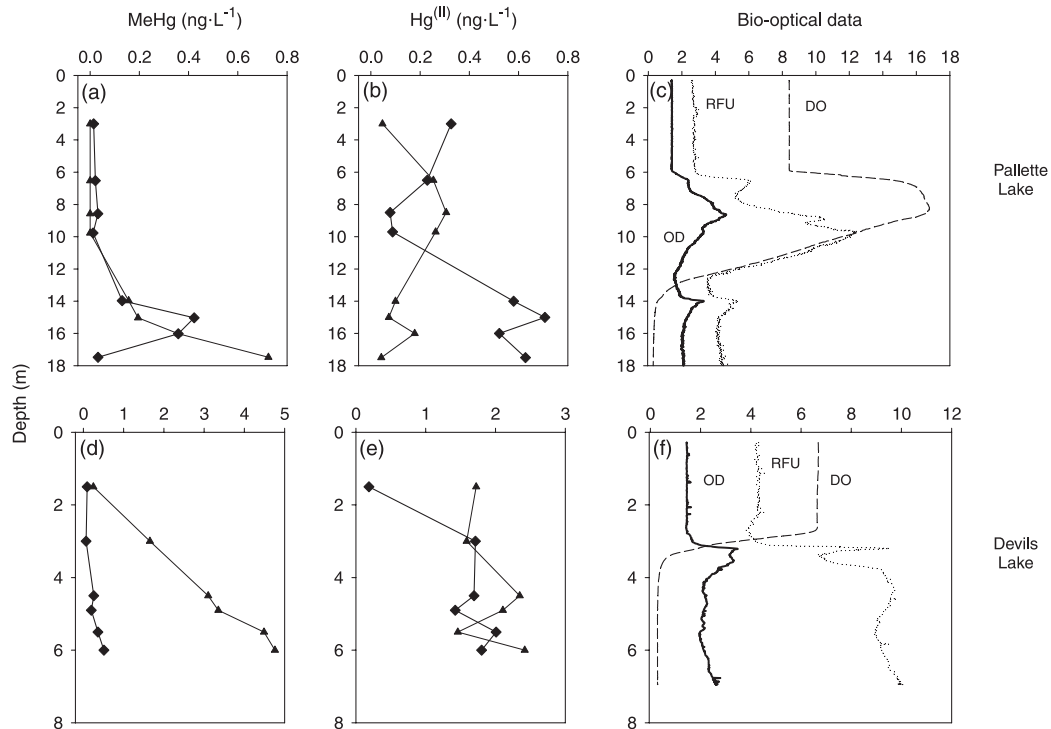 MeHg (ng·L⁻¹)
Hg⁽ᴵᴵ⁾ (ng·L⁻¹)
Bio-optical data
0.0 0.2 0.4 0.6 0.8
0.0 0.2 0.4 0.6 0.8
0 2 4 6 8 10 12 14 16 18
0
2
4
6
8
10
12
14
16
18
(a)
(b)
(c)
RFU
DO
OD
Pallette
Lake
Depth (m)
0 1 2 3 4 5
0 1 2 3
0 2 4 6 8 10 12
0
2
4
6
8
(d)
(e)
(f)
OD
RFU
DO
Devils
Lake